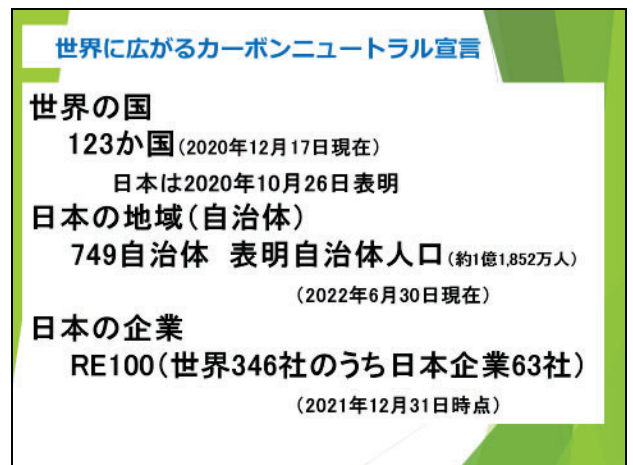 世界に広がるカーボンニュートラル宣言
世界の国
123か国(2020年12月17日現在)
日本は2020年10月26日表明
日本の地域(自治体)
749自治体 表明自治体人口(約1億1,852万人)
(2022年6月30日現在)
日本の企業
RE100(世界346社のうち日本企業63社)
(2021年12月31日時点)